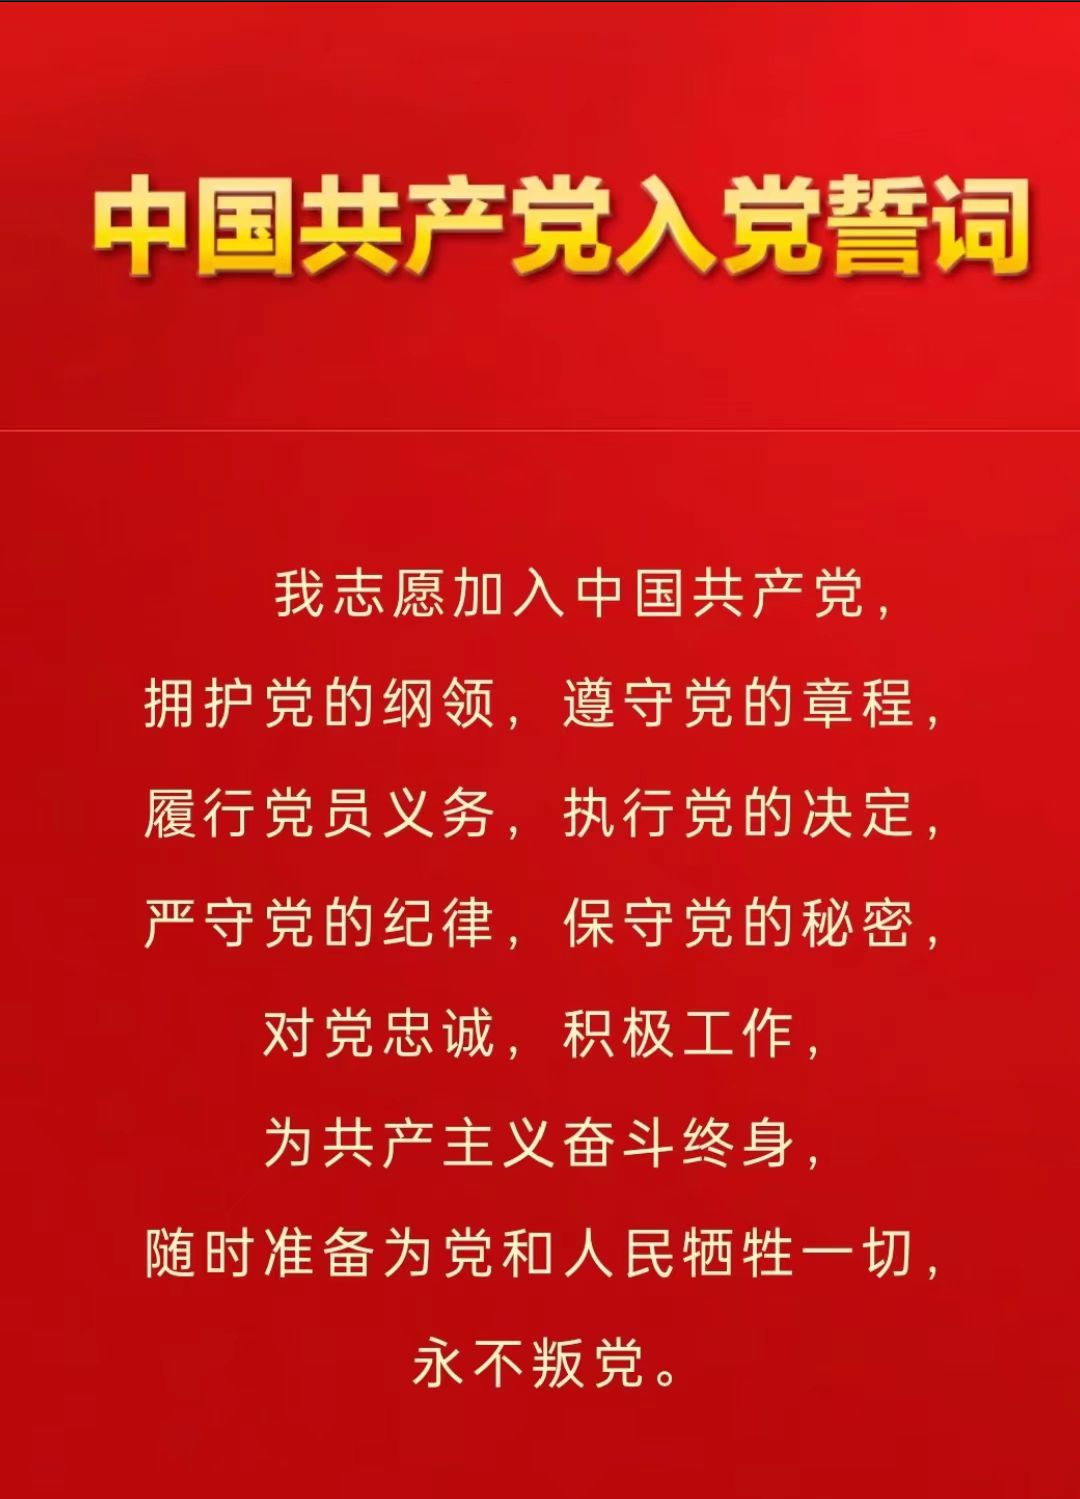 中国共产党入党誓词
我志愿加入中国共产党，
拥护党的纲领，遵守党的章程，
履行党员义务，执行党的决定，
严守党的纪律，保守党的秘密，
对党忠诚，积极工作，
为共产主义奋斗终身，
随时准备为党和人民牺牲一切，
永不叛党。